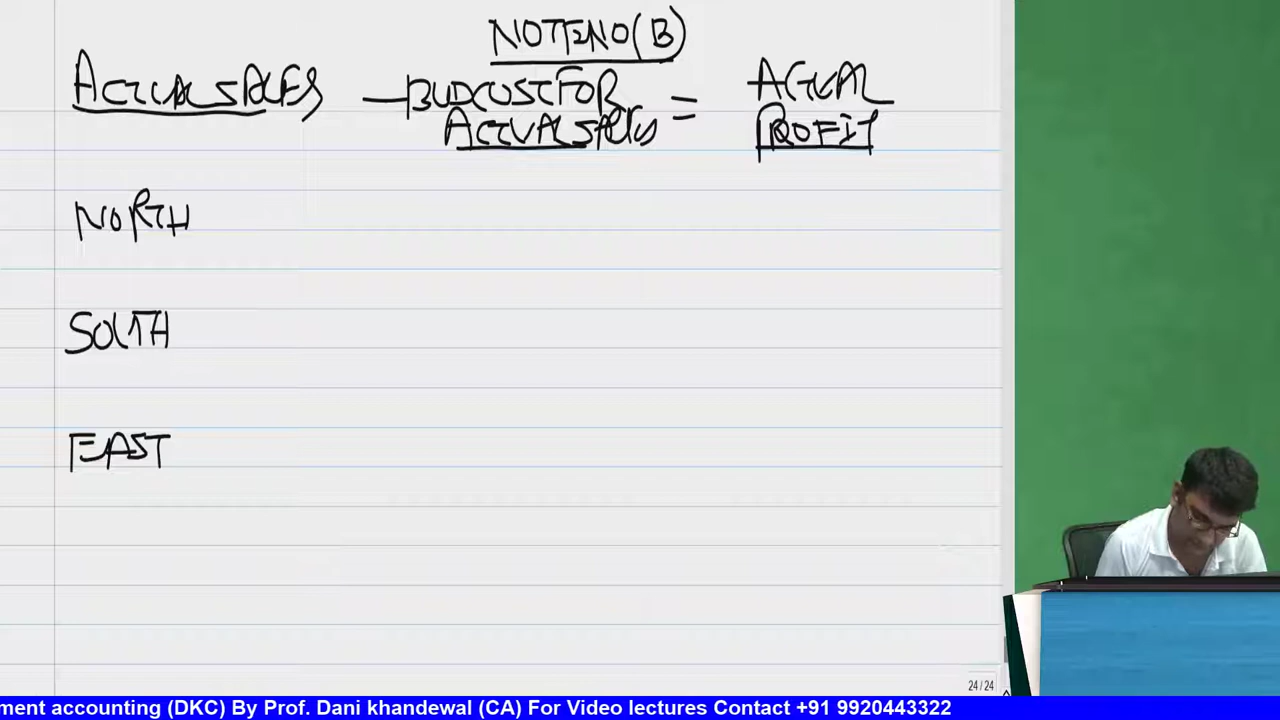 NOTE NO (B)
ACTUAL SALES — BUD COST FOR = ACTUAL
ACTUAL SALES PROFIT
NORTH
SOUTH
EAST
24 / 24
ment accounting (DKC) By Prof. Dani khandewal (CA) For Video lectures Contact +91 9920443322